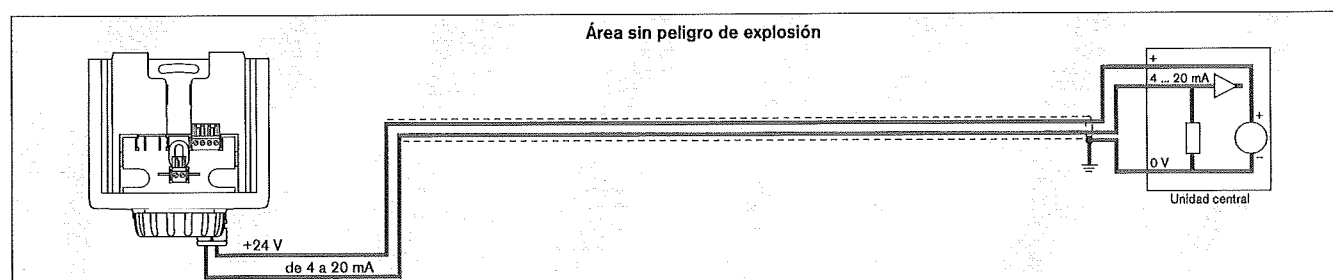 Área sin peligro de explosión
+
4 ... 20 mA
+
−
0 V
Unidad central
+24 V
de 4 a 20 mA